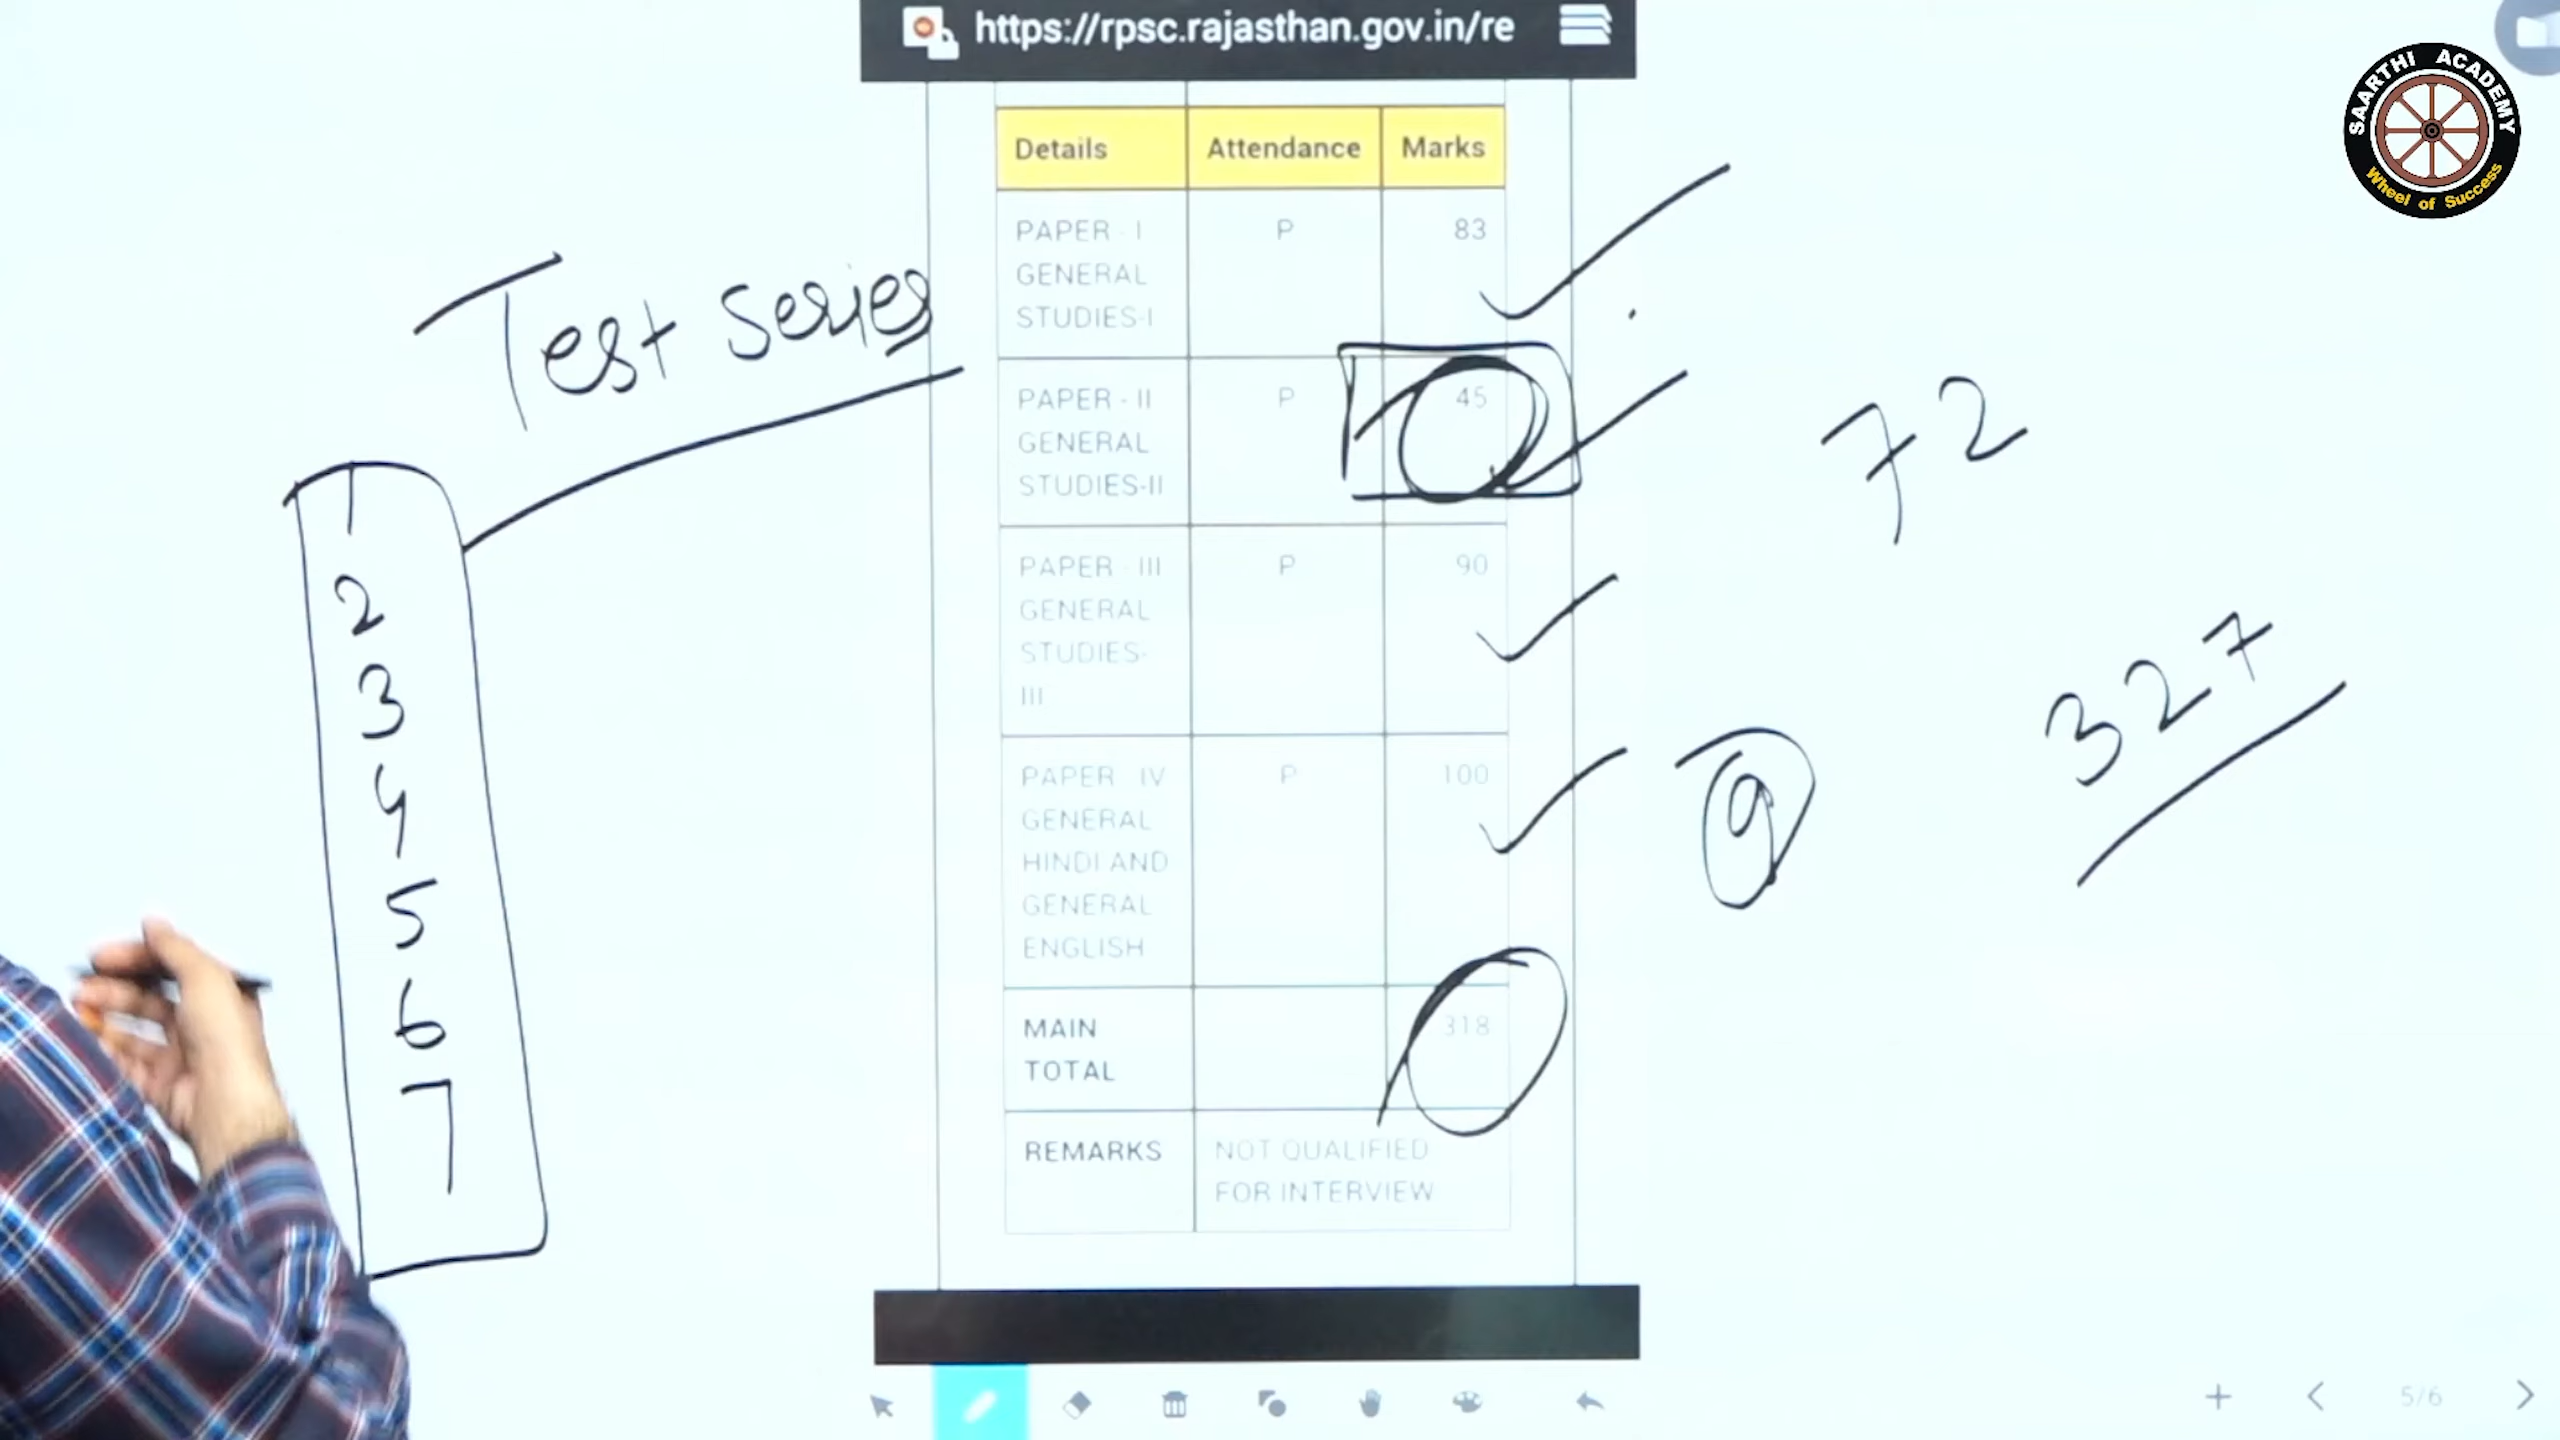 https://rpsc.rajasthan.gov.in/re
SAARTHI ACADEMY
Wheel of Success
Details Attendance Marks
PAPER - I P 83
GENERAL
STUDIES-I
Test Series
PAPER - II P 45
GENERAL
STUDIES-II
72
PAPER - III P 90
GENERAL
STUDIES-
III
327
PAPER - IV P 100
GENERAL
HINDI AND
GENERAL
ENGLISH
9
MAIN 318
TOTAL
REMARKS NOT QUALIFIED
FOR INTERVIEW
1
2
3
4
5
6
7
5/6